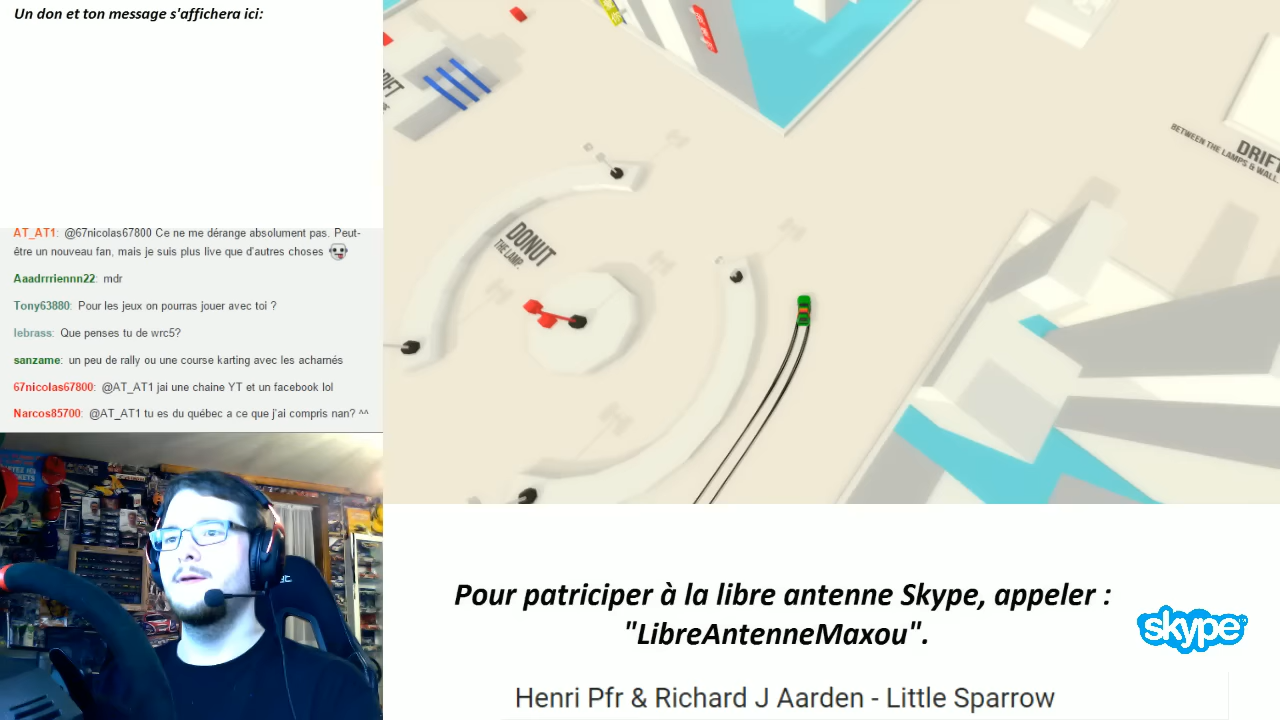 Un don et ton message s'affichera ici:
AT_AT1: @67nicolas67800 Ce ne me dérange absolument pas. Peut-
être un nouveau fan, mais je suis plus live que d'autres choses
Aaadrrriennn22: mdr
Tony63880: Pour les jeux on pourras jouer avec toi ?
lebrass: Que penses tu de wrc5?
sanzame: un peu de rally ou une course karting avec les acharnés
67nicolas67800: @AT_AT1 jai une chaine YT et un facebook lol
Narcos85700: @AT_AT1 tu es du québec a ce que j'ai compris nan? ^^
DONUT
THE LAMP..
DRIFT
BETWEEN THE LAMPS & WALL..
Pour patriciper à la libre antenne Skype, appeler :
"LibreAntenneMaxou".
skype
Henri Pfr & Richard J Aarden - Little Sparrow